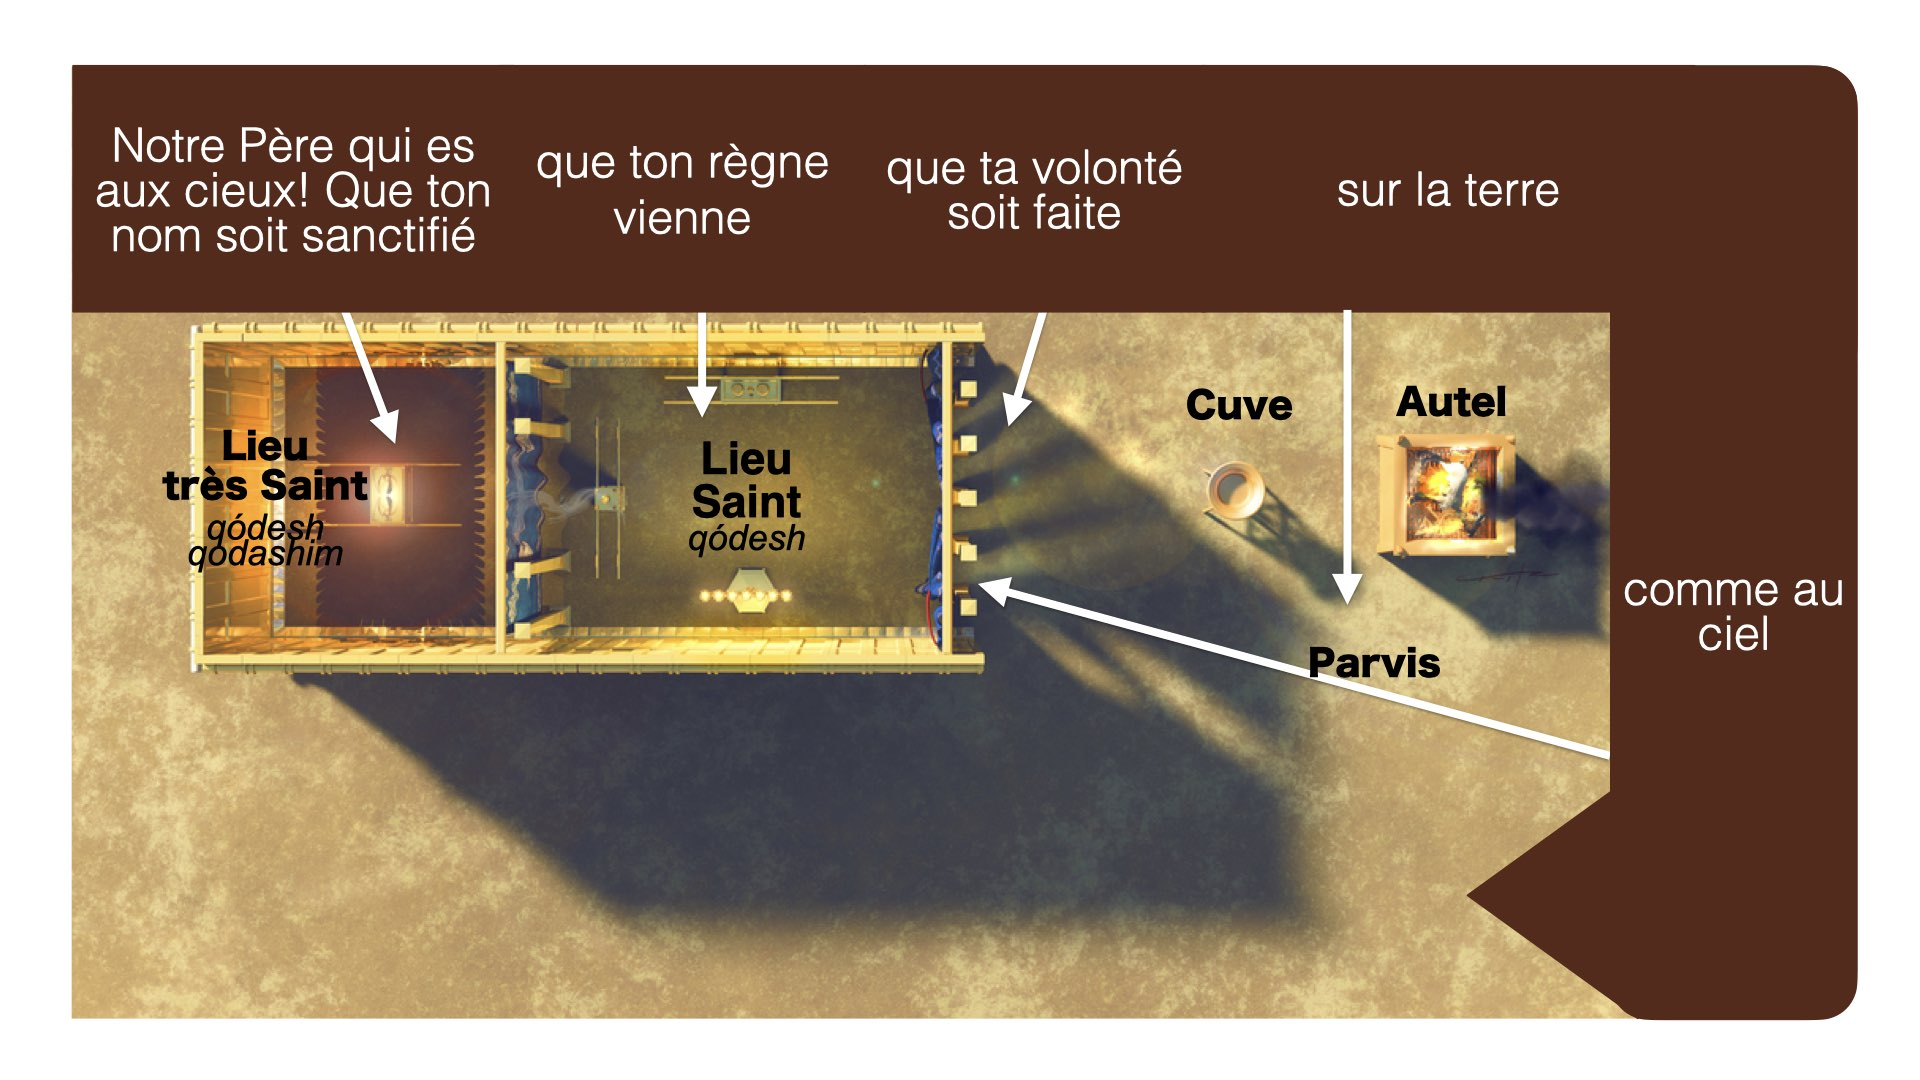 Notre Père qui es
aux cieux! Que ton
nom soit sanctifié
que ton règne
vienne
que ta volonté
soit faite
sur la terre
Lieu
très Saint
qódesh
qodashim
Lieu
Saint
qódesh
Cuve
Autel
Parvis
comme au
ciel